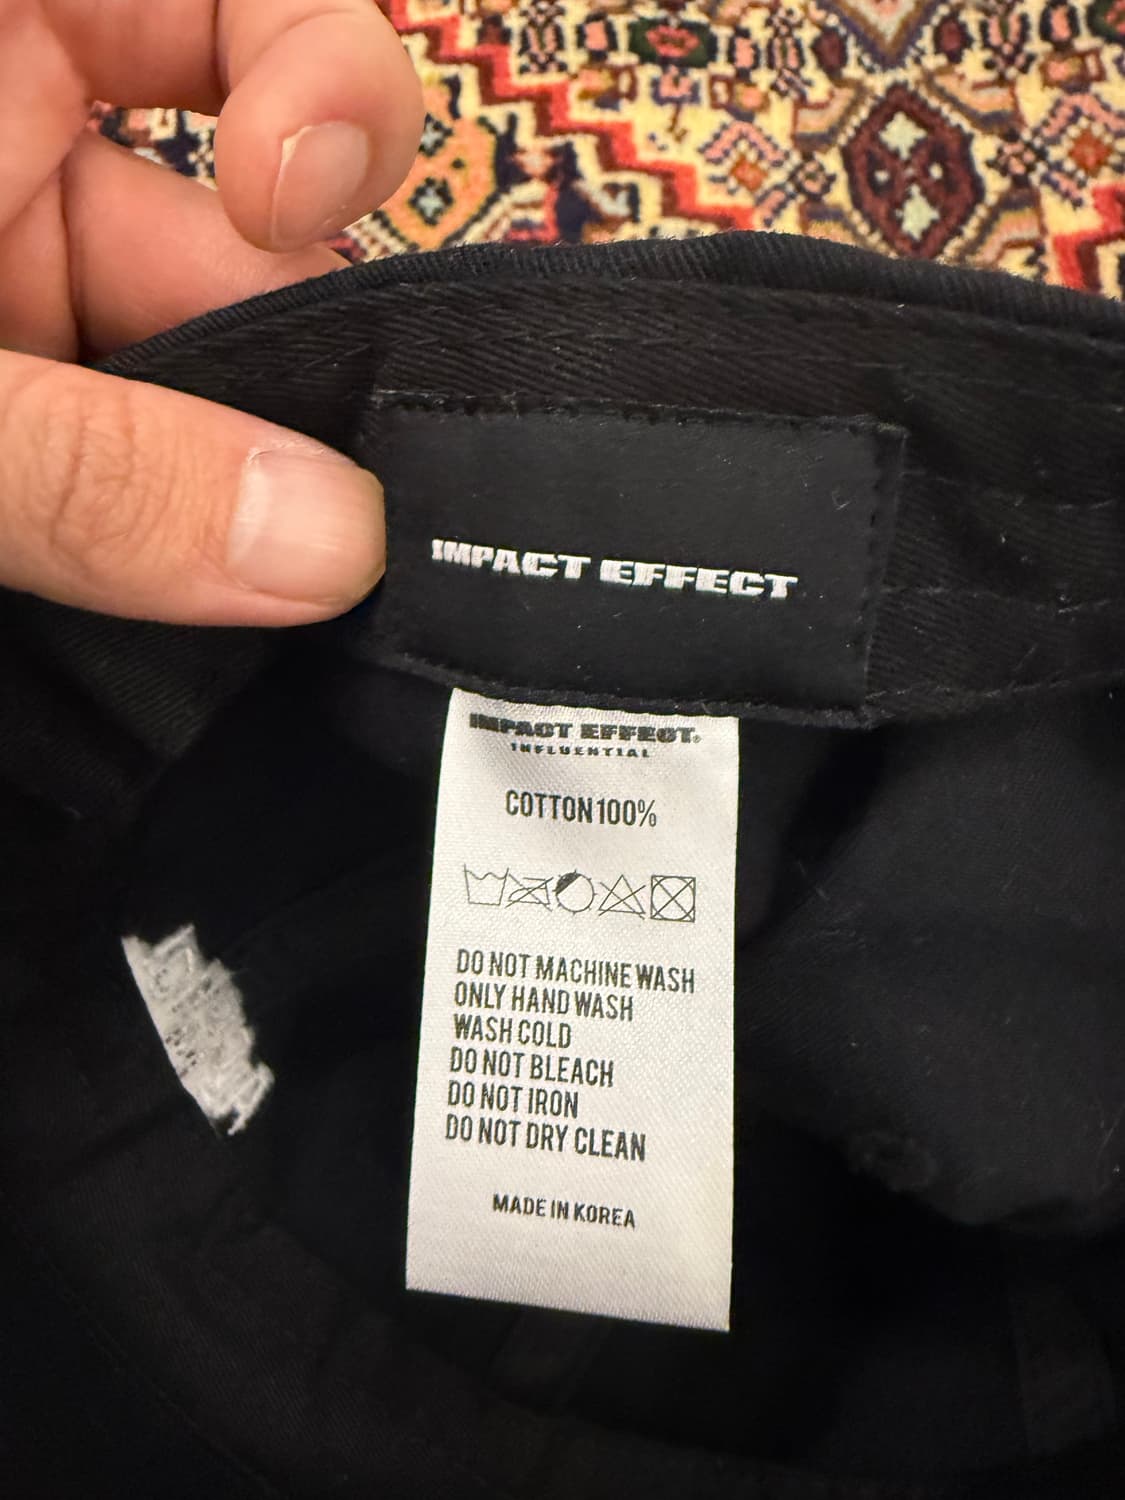 IMPACT EFFECT
IMPACT EFFECT®
INFLUENTIAL
COTTON 100%
DO NOT MACHINE WASH
ONLY HAND WASH
WASH COLD
DO NOT BLEACH
DO NOT IRON
DO NOT DRY CLEAN
MADE IN KOREA